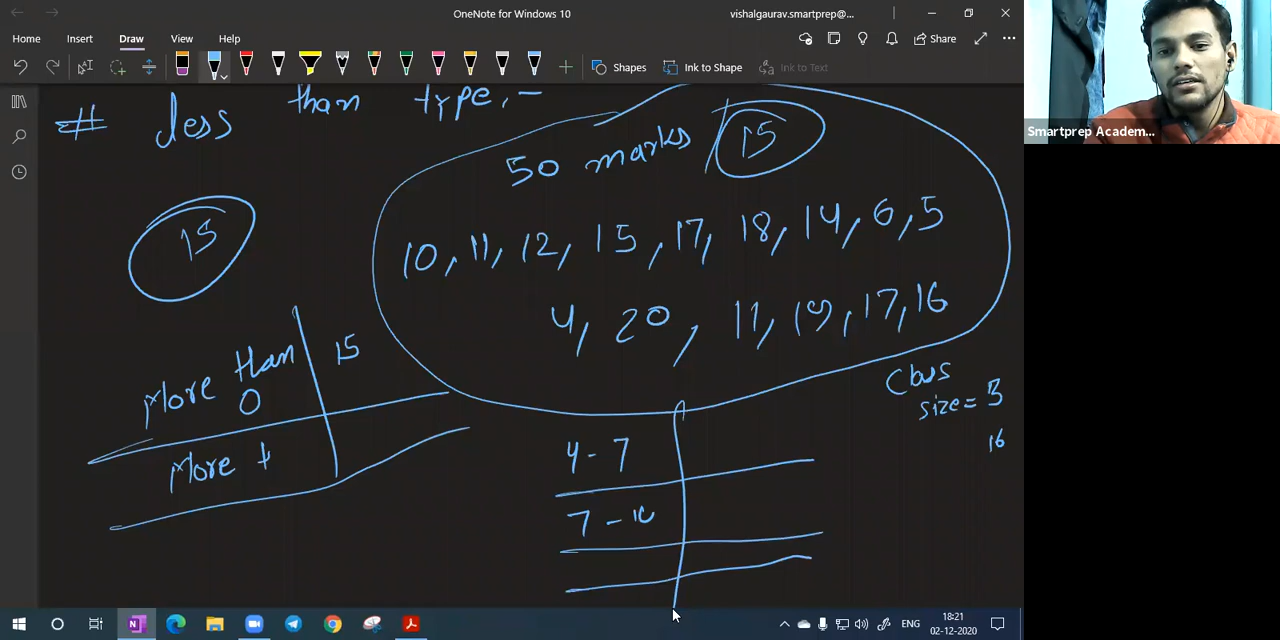 OneNote for Windows 10
vishalgaurav.smartprep@...
Home Insert Draw View Help
Share
Shapes Ink to Shape Ink to Text
# less than type,-
50 marks 15
15
10, 11, 12, 15, 17, 18, 14, 6, 5
4, 20, 11, 19, 17, 16
More than 0 15
More t
Class
size = 3
16
4 - 7
7 - 10
Smartprep Academ...
ENG
18:21
02-12-2020